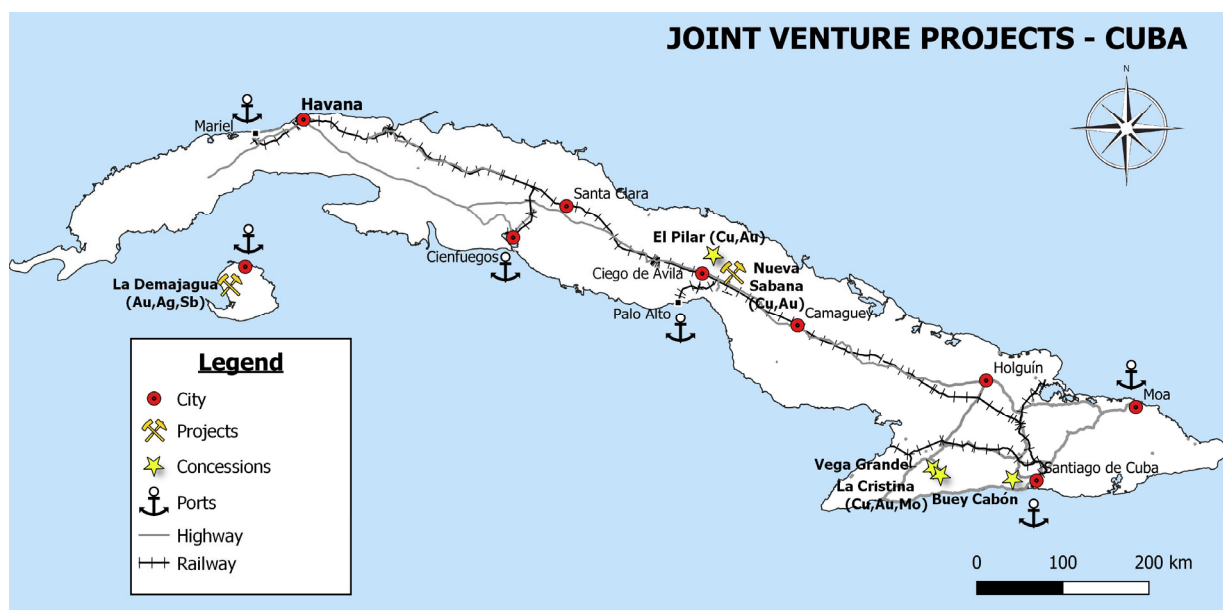 JOINT VENTURE PROJECTS - CUBA
N
Havana
Mariel
Santa Clara
El Pilar (Cu,Au)
Cienfuegos
Ciego de Ávila
Nueva
Sabana
(Cu,Au)
La Demajagua
(Au,Ag,Sb)
Palo Alto
Camaguey
Holguín
Moa
Vega Grande
La Cristina
(Cu,Au,Mo)
Buey Cabón
Santiago de Cuba
Legend
City
Projects
Concessions
Ports
Highway
Railway
0 100 200 km